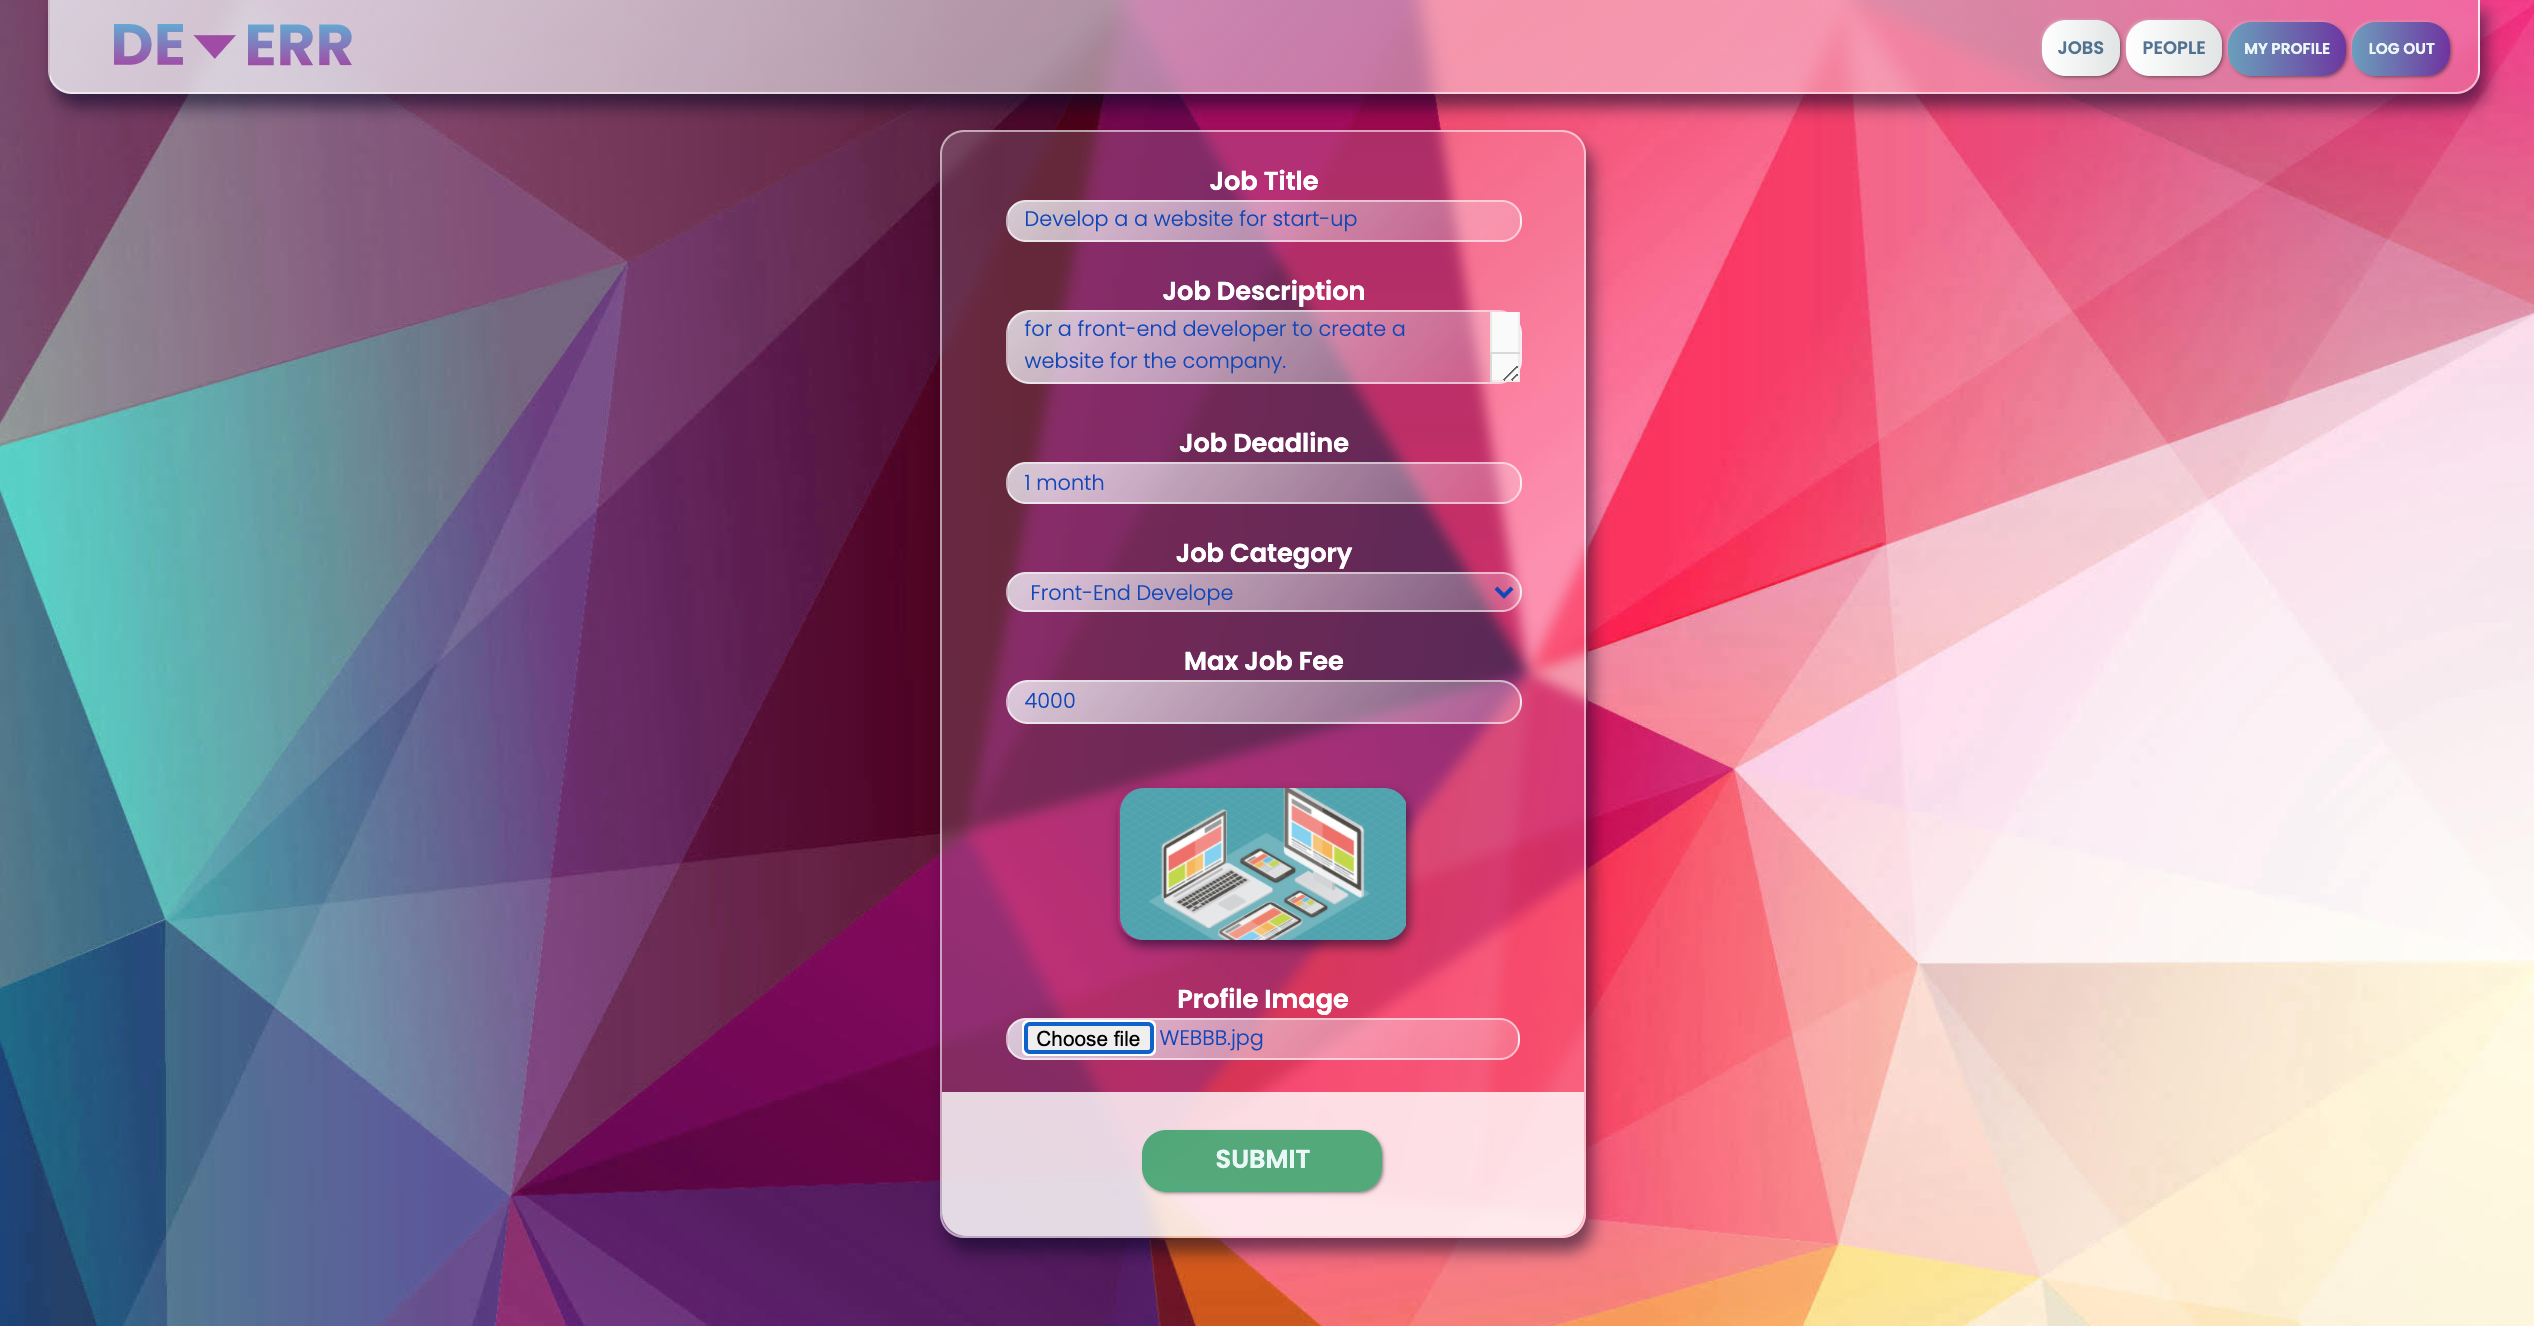 DE▼ERR
JOBS
PEOPLE
MY PROFILE
LOG OUT
Job Title
Develop a a website for start-up
Job Description
for a front-end developer to create a
website for the company.
Job Deadline
1 month
Job Category
Front-End Develope
Max Job Fee
4000
Profile Image
Choose file WEBBB.jpg
SUBMIT